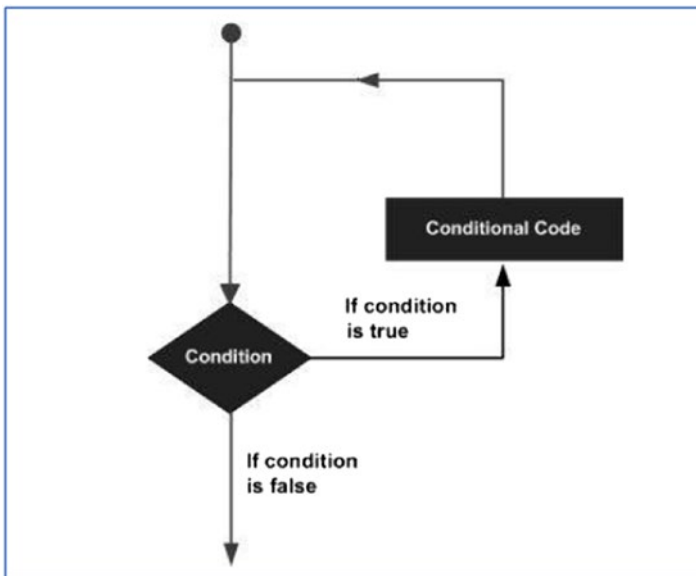 Conditional Code
If condition
is true
Condition
If condition
is false